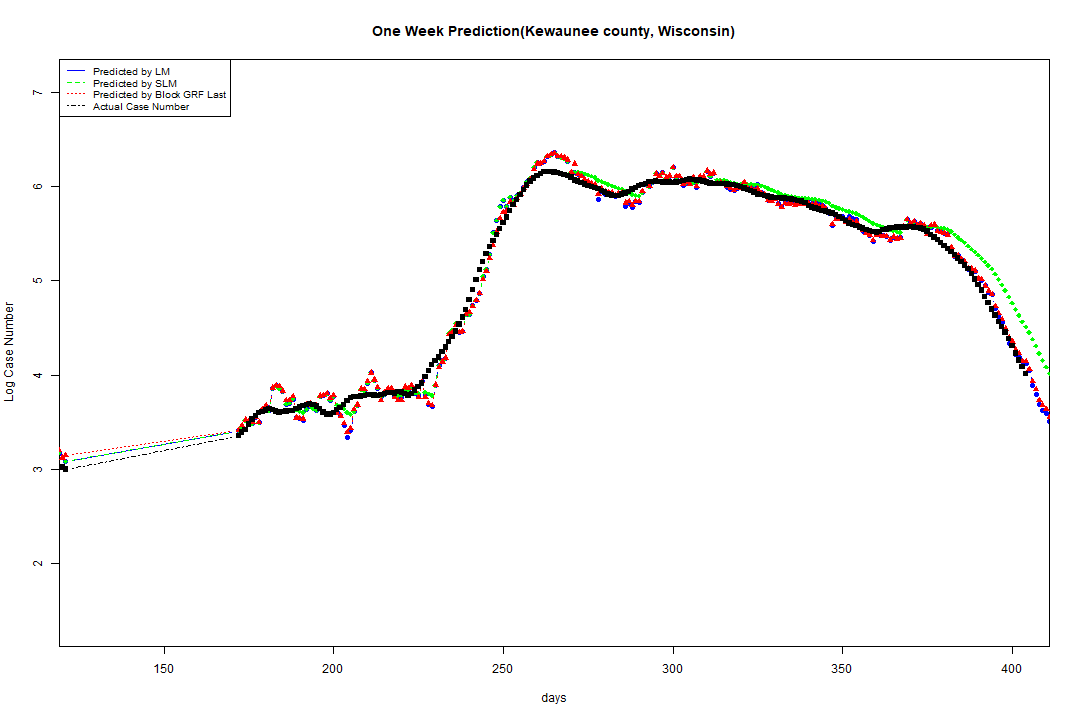 One Week Prediction(Kewaunee county, Wisconsin)
Predicted by LM
Predicted by SLM
Predicted by Block GRF Last
Actual Case Number
7
6
5
4
3
2
Log Case Number
150 200 250 300 350 400
days